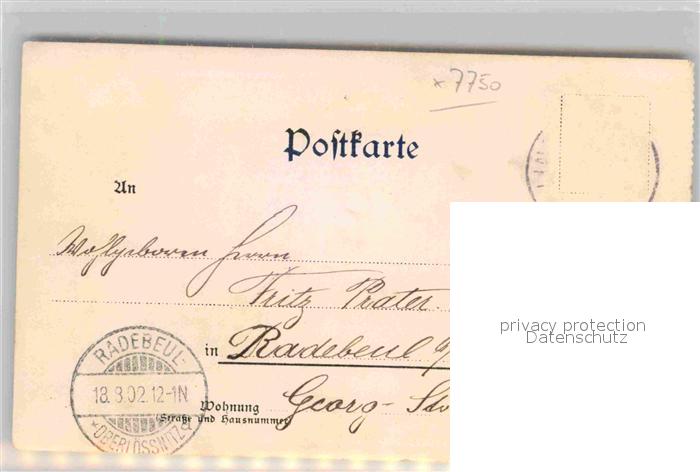 x 7750
Postkarte
An
Wohlgeboren Herrn
Fritz Prater
in Radebeul
Georg-
Wohnung
(Straße und Hausnummer)
RADEBEUL-
18.8.02.12-1N
*OBERLÖSSNITZ
privacy protection
Datenschutz